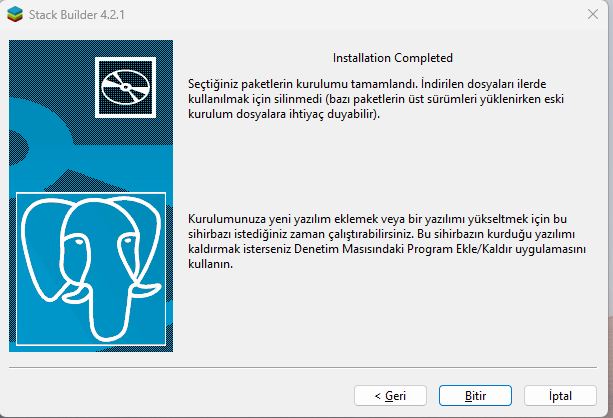 Stack Builder 4.2.1
Installation Completed
Seçtiğiniz paketlerin kurulumu tamamlandı. İndirilen dosyaları ilerde
kullanılmak için silinmedi (bazı paketlerin üst sürümleri yüklenirken eski
kurulum dosyalara ihtiyaç duyabilir).
Kurulumunuza yeni yazılım eklemek veya bir yazılımı yükseltmek için bu
sihirbazı istediğiniz zaman çalıştırabilirsiniz. Bu sihirbazın kurduğu yazılımı
kaldırmak isterseniz Denetim Masısındaki Program Ekle/Kaldır uygulamasını
kullanın.
< Geri
Bitir
İptal